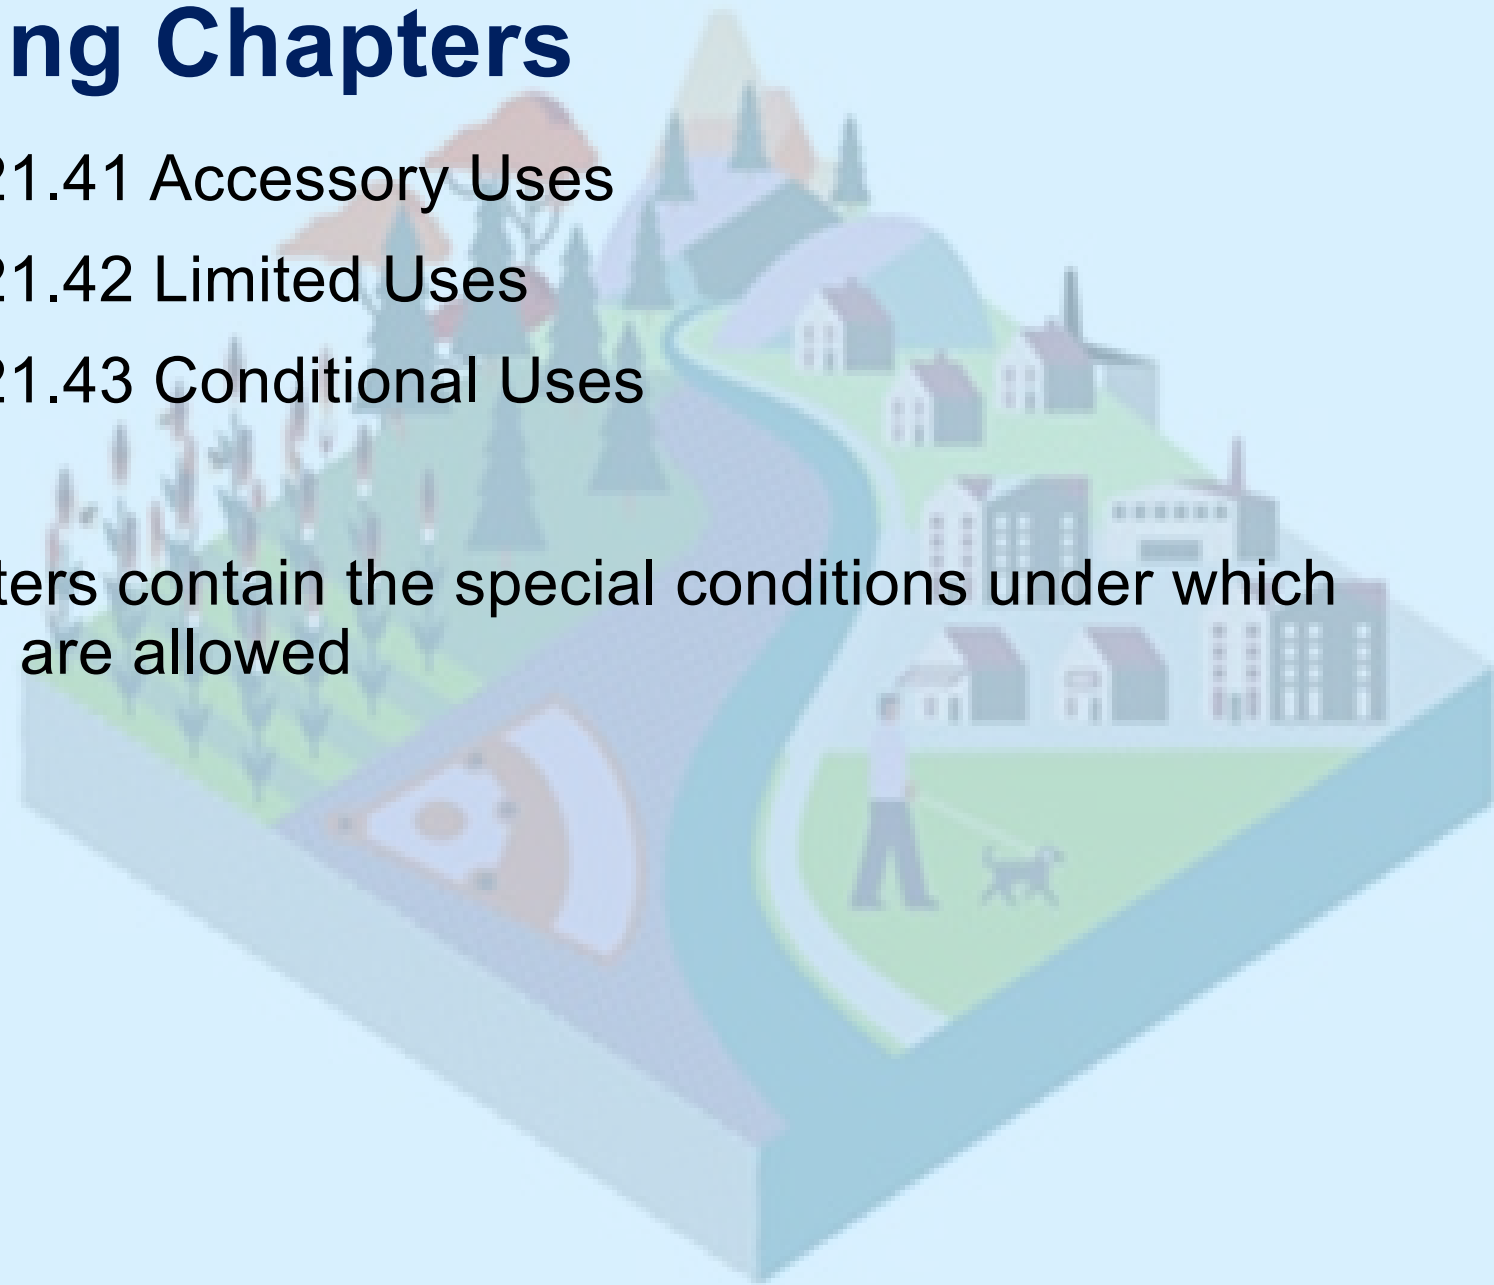 ng Chapters
21.41 Accessory Uses
21.42 Limited Uses
21.43 Conditional Uses
ters contain the special conditions under which
are allowed